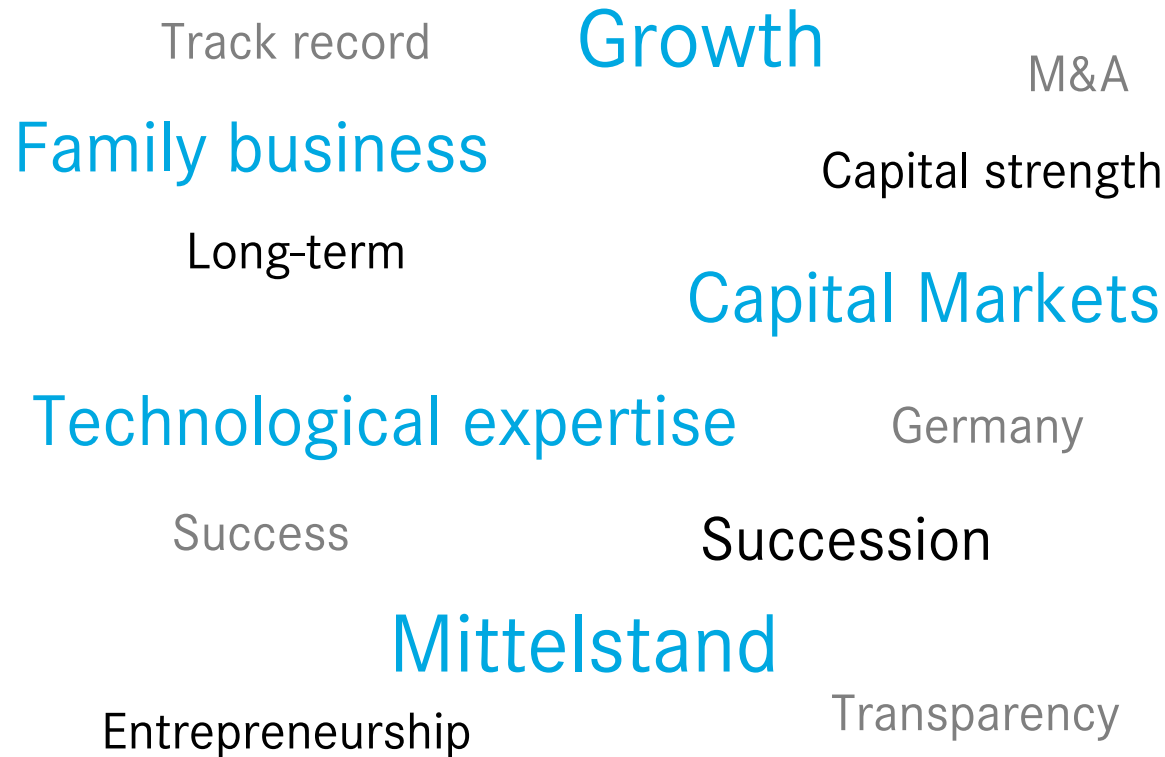 Track record
Growth
M&A
Family business
Capital strength
Long-term
Capital Markets
Technological expertise
Germany
Success
Succession
Mittelstand
Transparency
Entrepreneurship